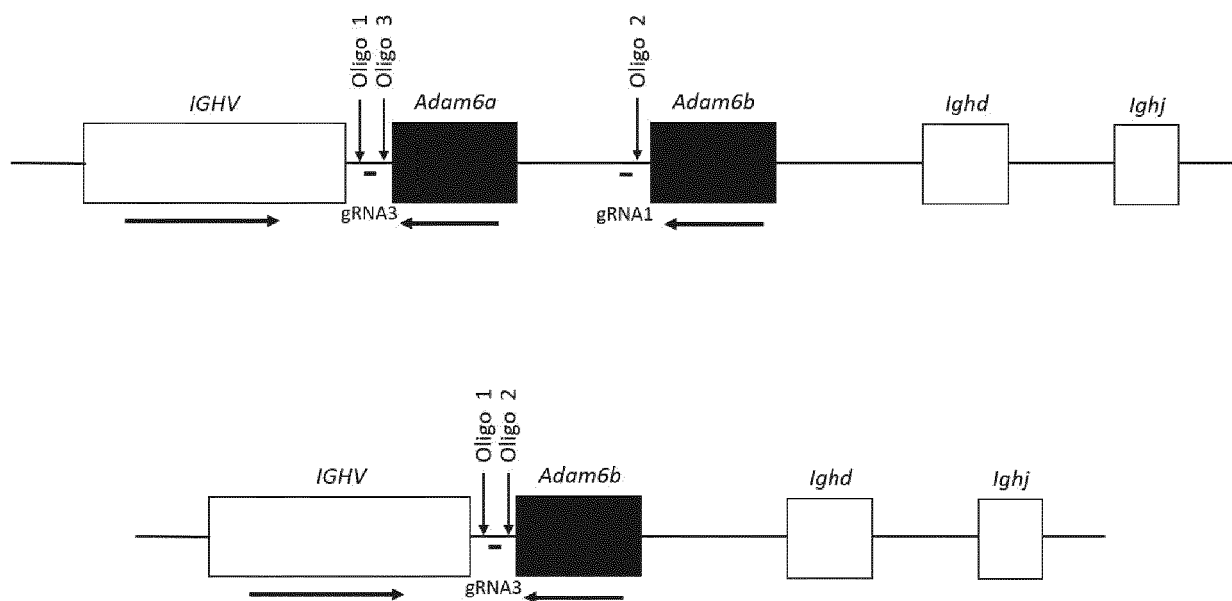 Oligo 1
Oligo 3
Oligo 2
IGHV
Adam6a
Adam6b
Ighd
Ighj
gRNA3
gRNA1
Oligo 1
Oligo 2
IGHV
Adam6b
Ighd
Ighj
gRNA3